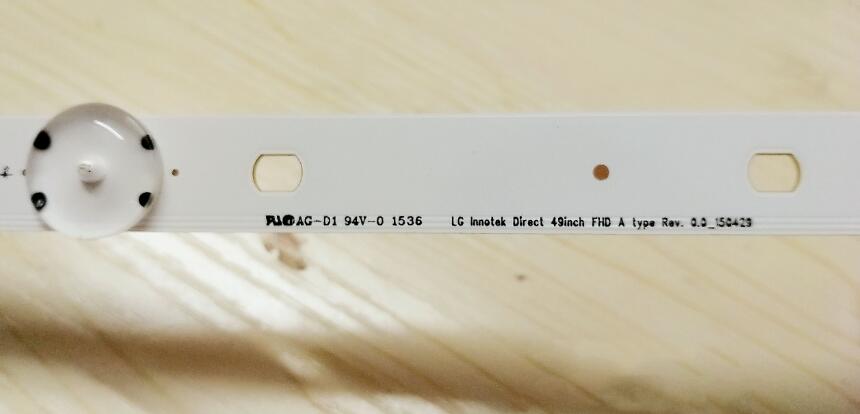 AG-D1 94V-0 1536 LG Innotek Direct 49inch FHD A type Rev. 0.0_150429